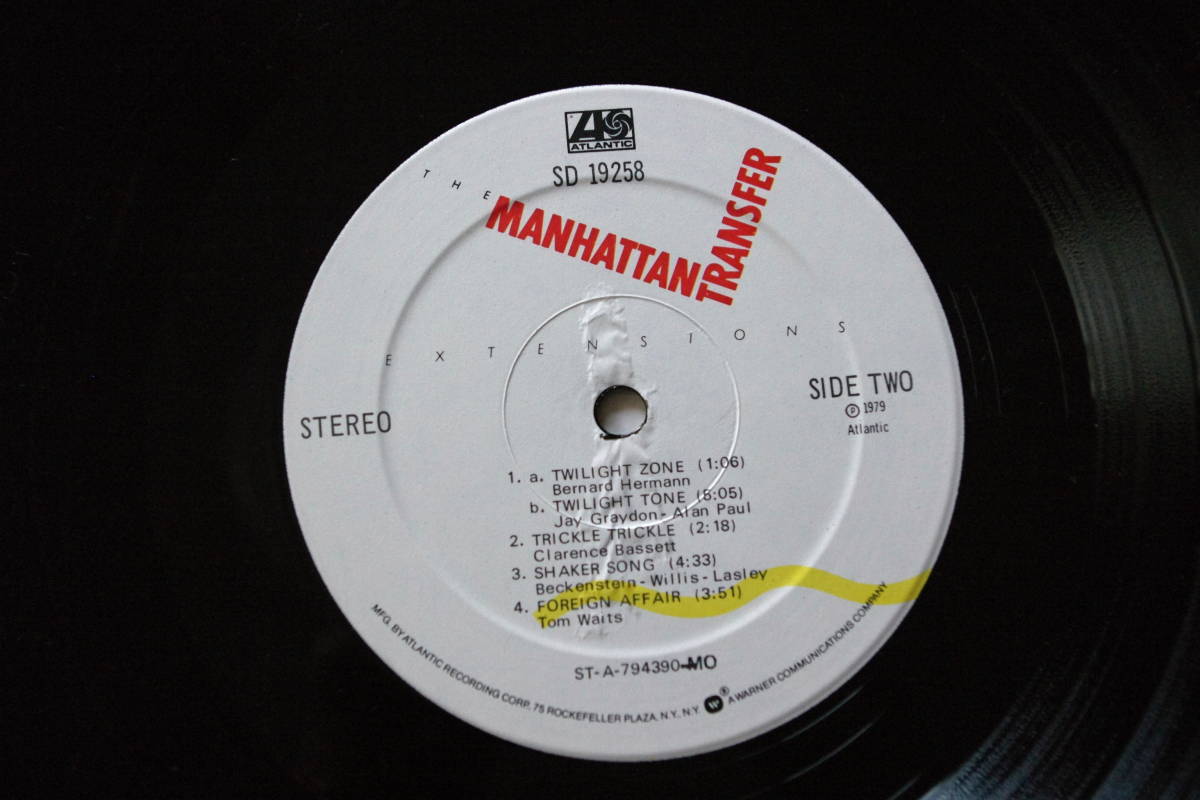 ATLANTIC
SD 19258
THE
MANHATTAN
TRANSFER
EXTENSIONS
STEREO
SIDE TWO
℗ 1979
Atlantic
1. a. TWILIGHT ZONE (1:06)
Bernard Hermann
b. TWILIGHT TONE (5:05)
Jay Graydon - Alan Paul
2. TRICKLE TRICKLE (2:18)
Clarence Bassett
3. SHAKER SONG (4:33)
Beckenstein - Willis - Lasley
4. FOREIGN AFFAIR (3:51)
Tom Waits
ST-A-794390-MO
MFG. BY ATLANTIC RECORDING CORP. 75 ROCKEFELLER PLAZA, N.Y., N.Y. ® A WARNER COMMUNICATIONS COMPANY